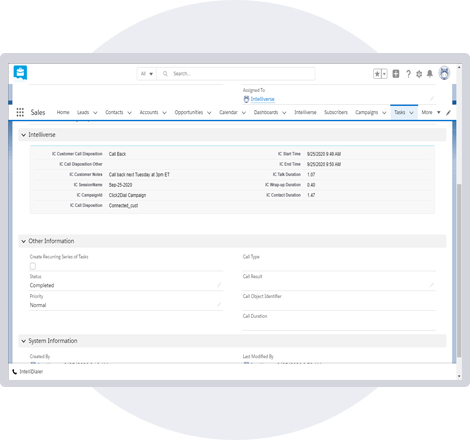 All
Search...
Assigned To
Intelliverse
Sales Home Leads Contacts Accounts Opportunities Calendar Dashboards Intelliverse Subscribers Campaigns Tasks More
Intelliverse
IC Customer Call Disposition Call Back IC Start Time 9/25/2020 9:49 AM
IC Call Disposition Other IC End Time 9/25/2020 9:50 AM
IC Customer Notes Call back next Tuesday at 3pm ET IC Talk Duration 1.07
IC SessionName Sep-25-2020 IC Wrap-up Duration 0.40
IC CampaignId Click2Dial Campaign IC Contact Duration 1.47
IC Call Disposition Connected_cust
Other Information
Create Recurring Series of Tasks Call Type
Status Call Result
Completed
Priority Call Object Identifier
Normal
Call Duration
System Information
Created By Last Modified By
IntelliDialer